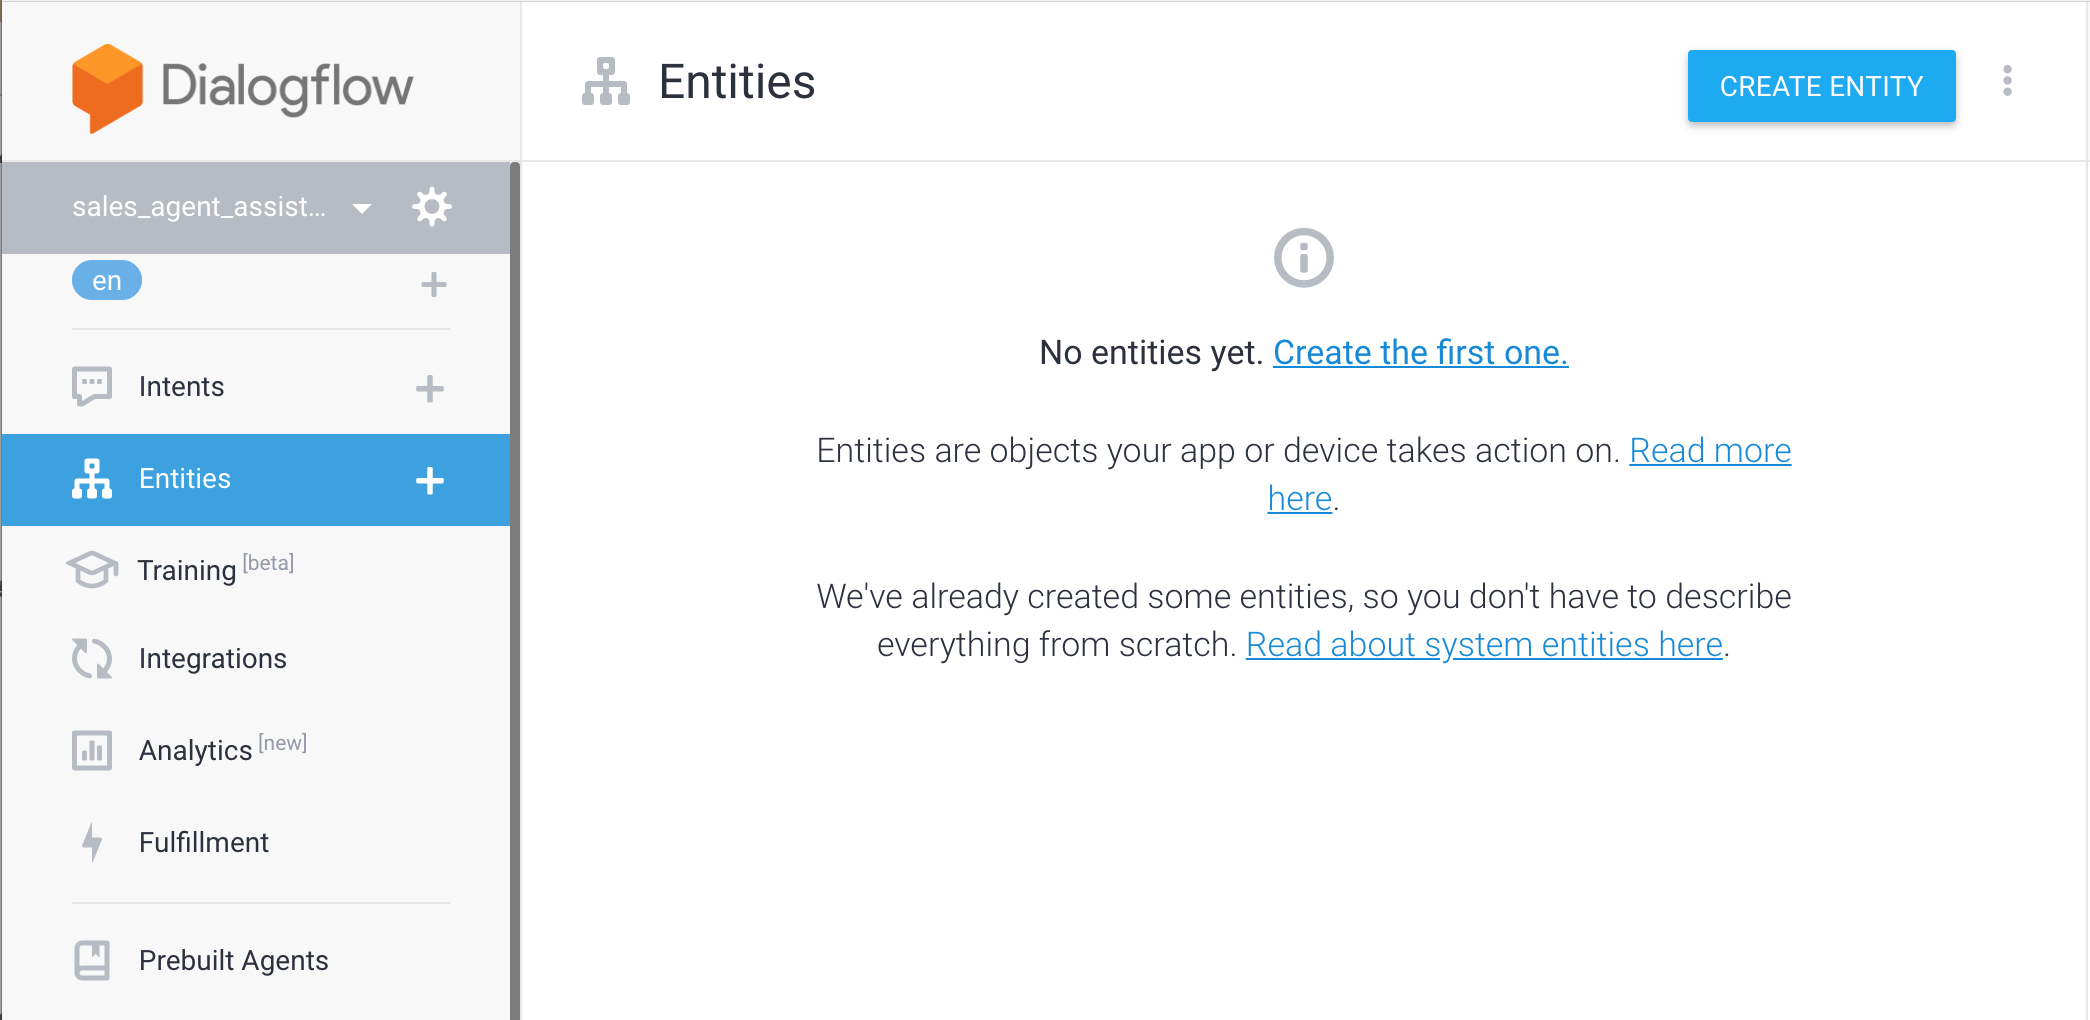 Dialogflow
sales_agent_assist...
en
Intents
Entities
Training [beta]
Integrations
Analytics [new]
Fulfillment
Prebuilt Agents
Entities
CREATE ENTITY
No entities yet. Create the first one.
Entities are objects your app or device takes action on. Read more
here.
We've already created some entities, so you don't have to describe
everything from scratch. Read about system entities here.